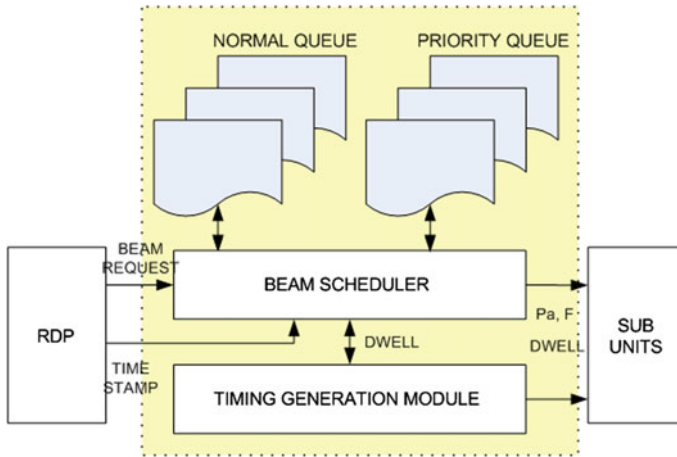 NORMAL QUEUE
PRIORITY QUEUE
BEAM
REQUEST
BEAM SCHEDULER
RDP
Pa, F
SUB
UNITS
DWELL
DWELL
TIME
STAMP
TIMING GENERATION MODULE